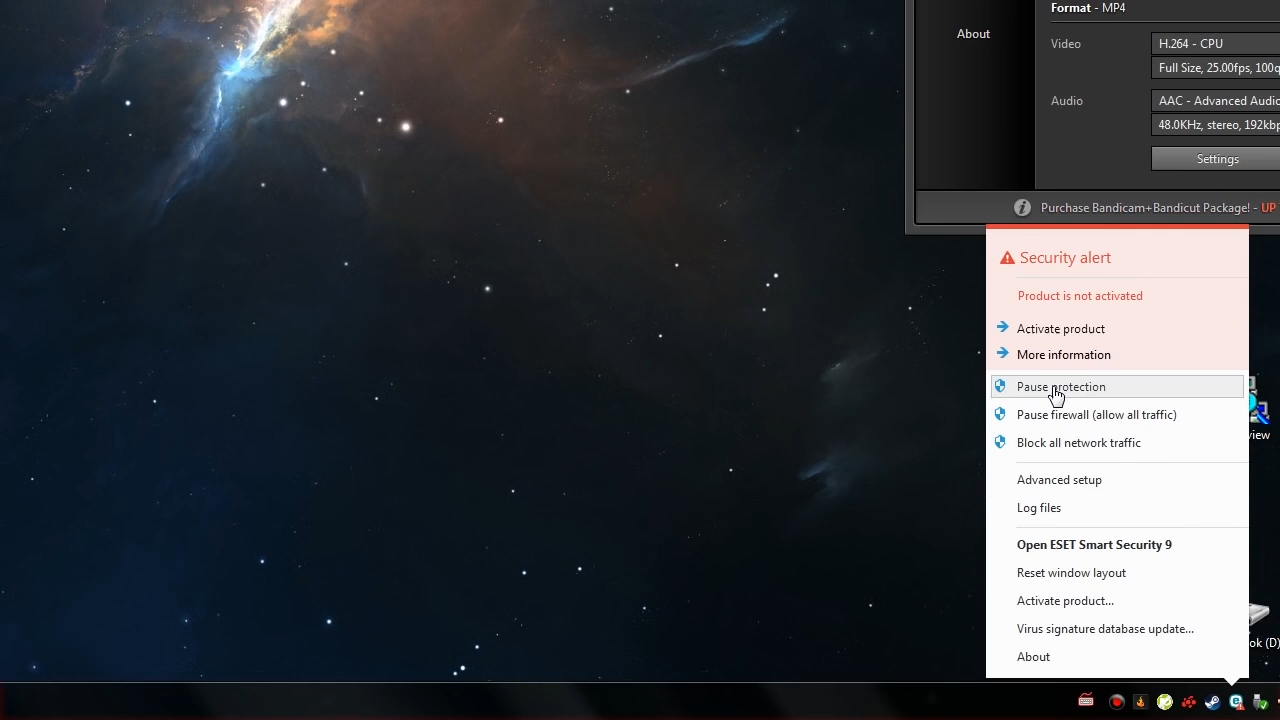 Format - MP4
About
Video
H.264 - CPU
Full Size, 25.00fps, 100q
Audio
AAC - Advanced Audio
48.0KHz, stereo, 192kbp
Settings
Purchase Bandicam+Bandicut Package! - UP
Security alert
Product is not activated
Activate product
More information
Pause protection
Pause firewall (allow all traffic)
Block all network traffic
view
Advanced setup
Log files
Open ESET Smart Security 9
Reset window layout
Activate product...
Virus signature database update...
ok (D)
About